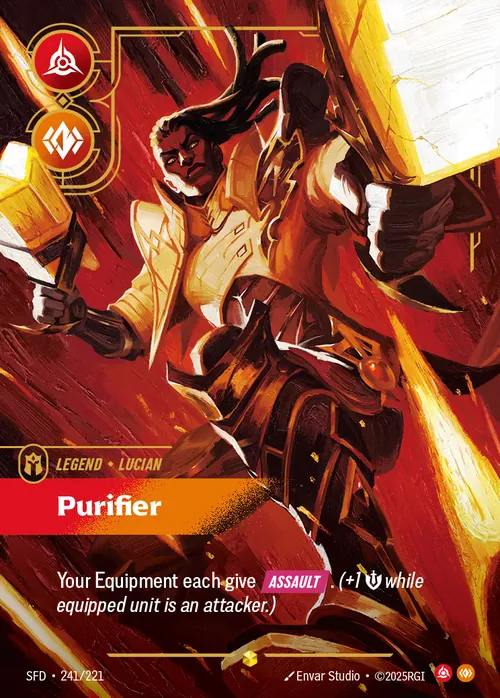 LEGEND • LUCIAN
Purifier
Your Equipment each give ASSAULT. (+1 while
equipped unit is an attacker.)
SFD • 241/221
Envar Studio • ©2025RGI